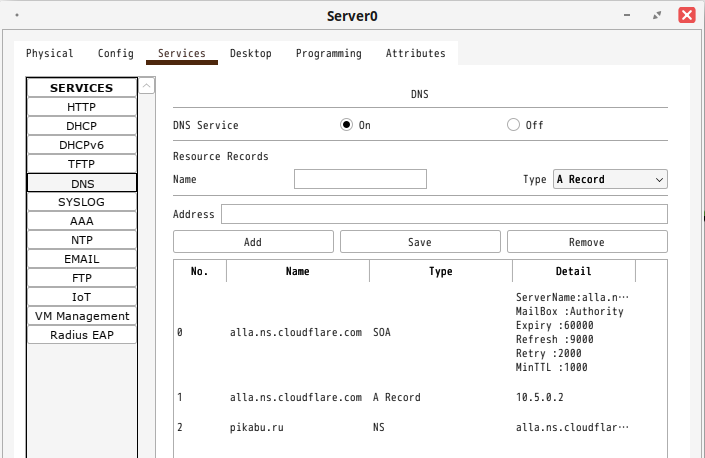 Server0
Physical Config Services Desktop Programming Attributes
SERVICES
HTTP
DHCP
DHCPv6
TFTP
DNS
SYSLOG
AAA
NTP
EMAIL
FTP
IoT
VM Management
Radius EAP
DNS
DNS Service On Off
Resource Records
Name Type A Record
Address
Add Save Remove
No. Name Type Detail
0 alla.ns.cloudflare.com SOA ServerName:alla.n···
MailBox :Authority
Expiry :60000
Refresh :9000
Retry :2000
MinTTL :1000
1 alla.ns.cloudflare.com A Record 10.5.0.2
2 pikabu.ru NS alla.ns.cloudflar···